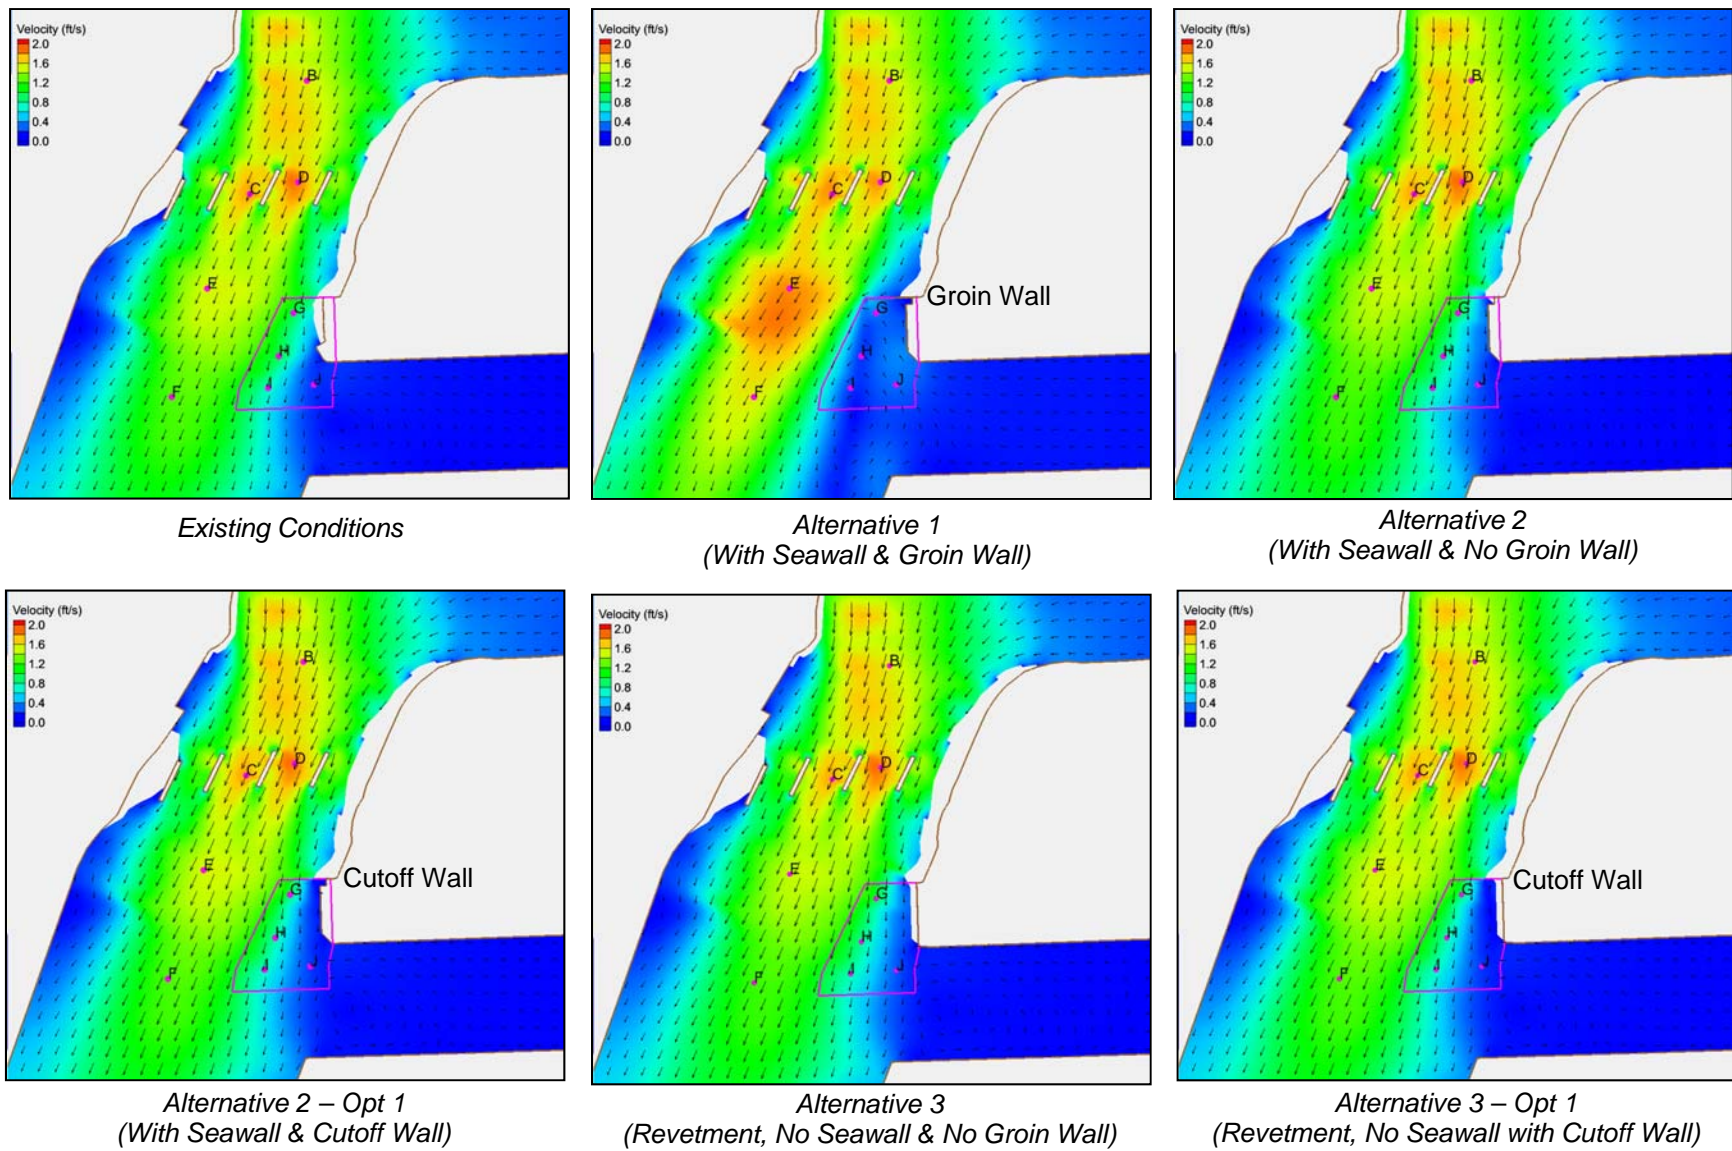 Velocity (ft/s)
2.0
1.6
1.2
0.8
0.4
0.0
B
C
D
E
F
G
H
I
J
Existing Conditions
Velocity (ft/s)
2.0
1.6
1.2
0.8
0.4
0.0
B
C
D
E
F
G
H
I
J
Groin Wall
Alternative 1
(With Seawall & Groin Wall)
Velocity (ft/s)
2.0
1.6
1.2
0.8
0.4
0.0
B
C
D
E
F
G
H
I
J
Alternative 2
(With Seawall & No Groin Wall)
Velocity (ft/s)
2.0
1.6
1.2
0.8
0.4
0.0
B
C
D
E
F
G
H
I
J
Cutoff Wall
Alternative 2 – Opt 1
(With Seawall & Cutoff Wall)
Velocity (ft/s)
2.0
1.6
1.2
0.8
0.4
0.0
B
C
D
E
F
G
H
I
J
Alternative 3
(Revetment, No Seawall & No Groin Wall)
Velocity (ft/s)
2.0
1.6
1.2
0.8
0.4
0.0
B
C
D
E
F
G
H
I
J
Cutoff Wall
Alternative 3 – Opt 1
(Revetment, No Seawall with Cutoff Wall)